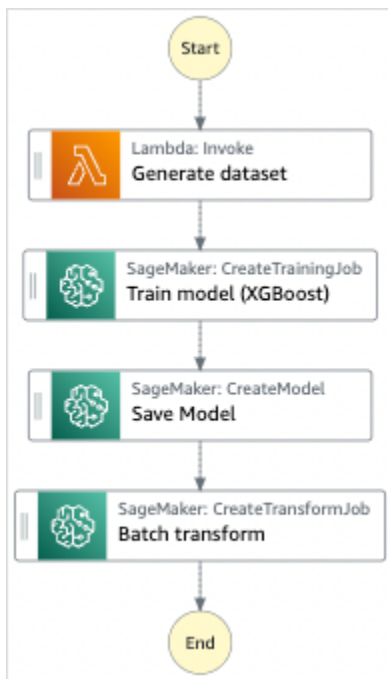 Start
Lambda: Invoke
Generate dataset
SageMaker: CreateTrainingJob
Train model (XGBoost)
SageMaker: CreateModel
Save Model
SageMaker: CreateTransformJob
Batch transform
End